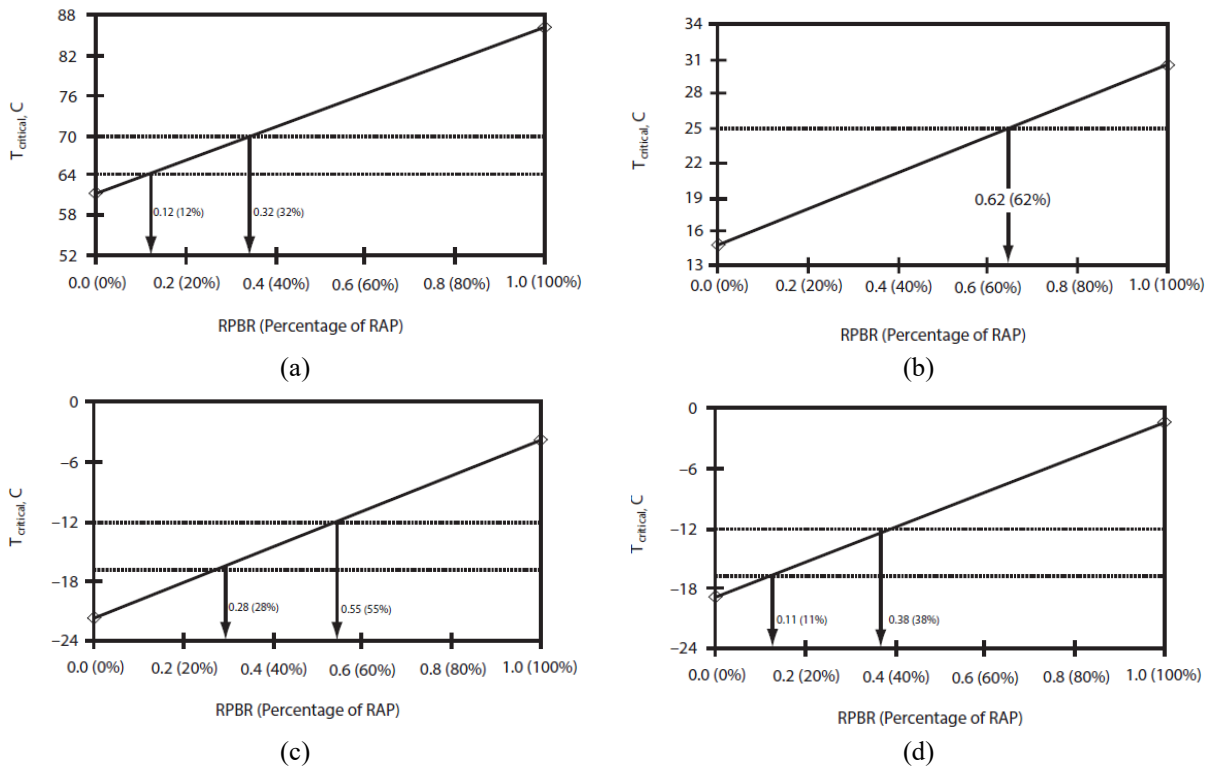 88
82
76
70
64
58
52
T critical, C
0.12 (12%)
0.32 (32%)
0.0 (0%) 0.2 (20%) 0.4 (40%) 0.6 (60%) 0.8 (80%) 1.0 (100%)
RPBR (Percentage of RAP)
(a)
34
31
28
25
22
19
16
13
T critical, C
0.62 (62%)
0.0 (0%) 0.2 (20%) 0.4 (40%) 0.6 (60%) 0.8 (80%) 1.0 (100%)
RPBR (Percentage of RAP)
(b)
0
−6
−12
−18
−24
T critical, C
0.28 (28%)
0.55 (55%)
0.0 (0%) 0.2 (20%) 0.4 (40%) 0.6 (60%) 0.8 (80%) 1.0 (100%)
RPBR (Percentage of RAP)
(c)
0
−6
−12
−18
−24
T critical, C
0.11 (11%)
0.38 (38%)
0.0 (0%) 0.2 (20%) 0.4 (40%) 0.6 (60%) 0.8 (80%) 1.0 (100%)
RPBR (Percentage of RAP)
(d)